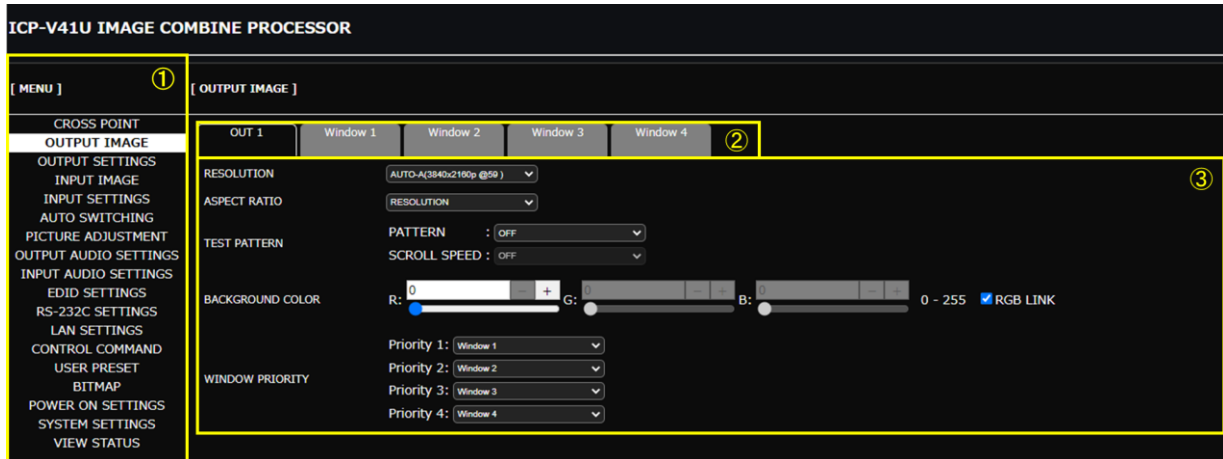 ICP-V41U IMAGE COMBINE PROCESSOR
[ MENU ]
①
CROSS POINT
OUTPUT IMAGE
OUTPUT SETTINGS
INPUT IMAGE
INPUT SETTINGS
AUTO SWITCHING
PICTURE ADJUSTMENT
OUTPUT AUDIO SETTINGS
INPUT AUDIO SETTINGS
EDID SETTINGS
RS-232C SETTINGS
LAN SETTINGS
CONTROL COMMAND
USER PRESET
BITMAP
POWER ON SETTINGS
SYSTEM SETTINGS
VIEW STATUS
[ OUTPUT IMAGE ]
OUT 1 Window 1 Window 2 Window 3 Window 4 ②
③
RESOLUTION AUTO-A(3840x2160p @59 )
ASPECT RATIO RESOLUTION
TEST PATTERN
PATTERN : OFF
SCROLL SPEED : OFF
BACKGROUND COLOR R: 0 − + G: 0 − + B: 0 − + 0 - 255 RGB LINK
WINDOW PRIORITY
Priority 1: Window 1
Priority 2: Window 2
Priority 3: Window 3
Priority 4: Window 4